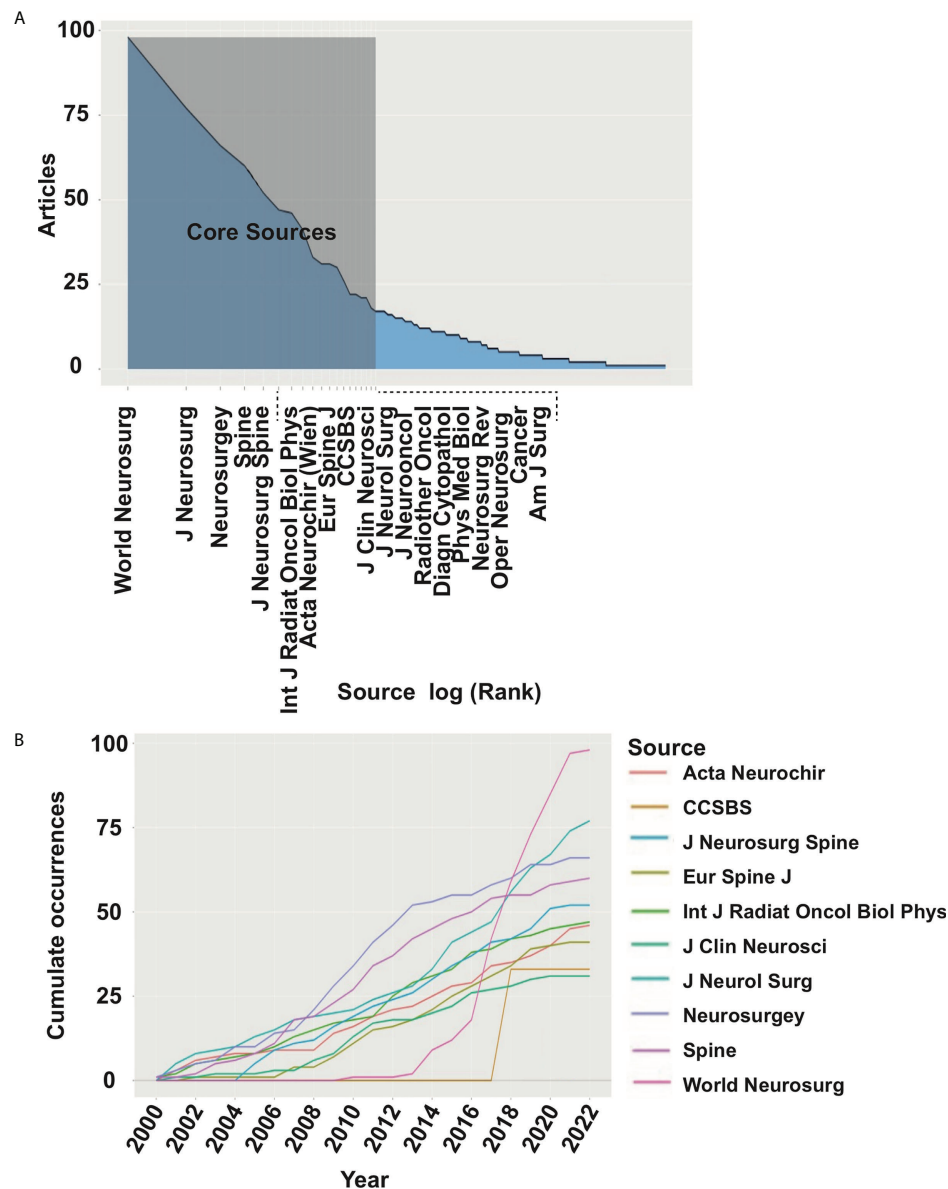 A
100
75
50
25
0
Articles
Core Sources
World Neurosurg
J Neurosurg
Neurosurgey
Spine
J Neurosurg Spine
Int J Radiat Oncol Biol Phys
Acta Neurochir (Wien)
Eur Spine J
CCSBS
J Clin Neurosci
J Neurol Surg
J Neurooncol
Radiother Oncol
Diagn Cytopathol
Phys Med Biol
Neurosurg Rev
Oper Neurosurg
Cancer
Am J Surg
Source log (Rank)
B
100
75
50
25
0
Cumulate occurrences
2000
2002
2004
2006
2008
2010
2012
2014
2016
2018
2020
2022
Year
Source
Acta Neurochir
CCSBS
J Neurosurg Spine
Eur Spine J
Int J Radiat Oncol Biol Phys
J Clin Neurosci
J Neurol Surg
Neurosurgey
Spine
World Neurosurg